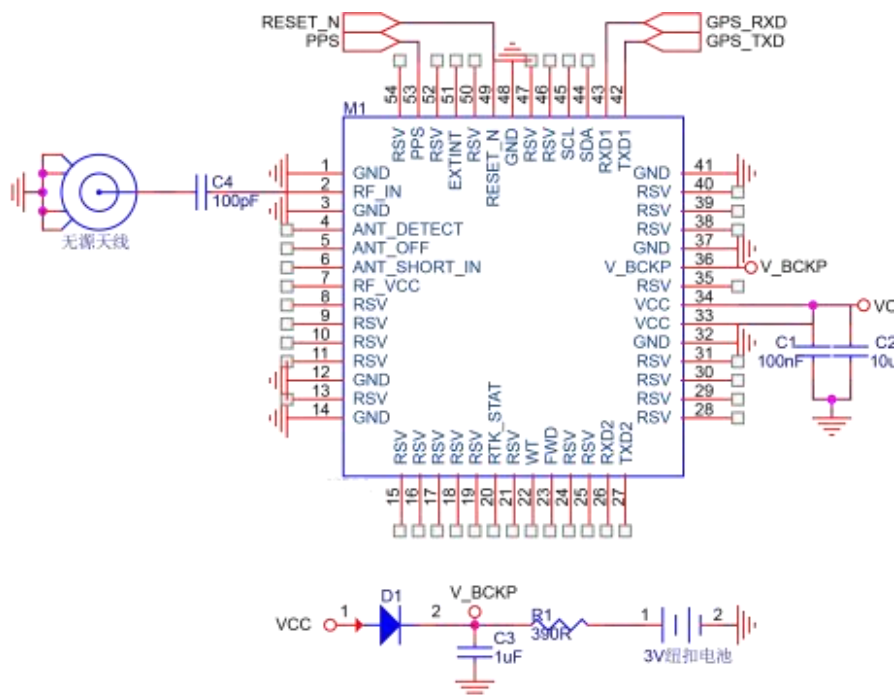 RESET_N
PPS
GPS_RXD
GPS_TXD
54 53 52 51 50 49 48 47 46 45 44 43 42
M1
RSV PPS RSV EXTINT RSV RESET_N GND RSV RSV SCL SDA RXD1 TXD1
1 GND
2 RF_IN
3 GND
4 ANT_DETECT
5 ANT_OFF
6 ANT_SHORT_IN
7 RF_VCC
8 RSV
9 RSV
10 RSV
11 RSV
12 GND
13 RSV
14 GND
C4
100pF
无源天线
GND 41
RSV 40
RSV 39
RSV 38
GND 37
V_BCKP 36
RSV 35
VCC 34
VCC 33
GND 32
RSV 31
RSV 30
RSV 29
RSV 28
V_BCKP
VC
C1
100nF
C2
10u
RSV RSV RSV RSV RSV RTK_STAT RSV WT FWD RSV RSV RXD2 TXD2
15 16 17 18 19 20 21 22 23 24 25 26 27
VCC
1
D1
2
V_BCKP
C3
1uF
R1
390R
1
2
3V纽扣电池